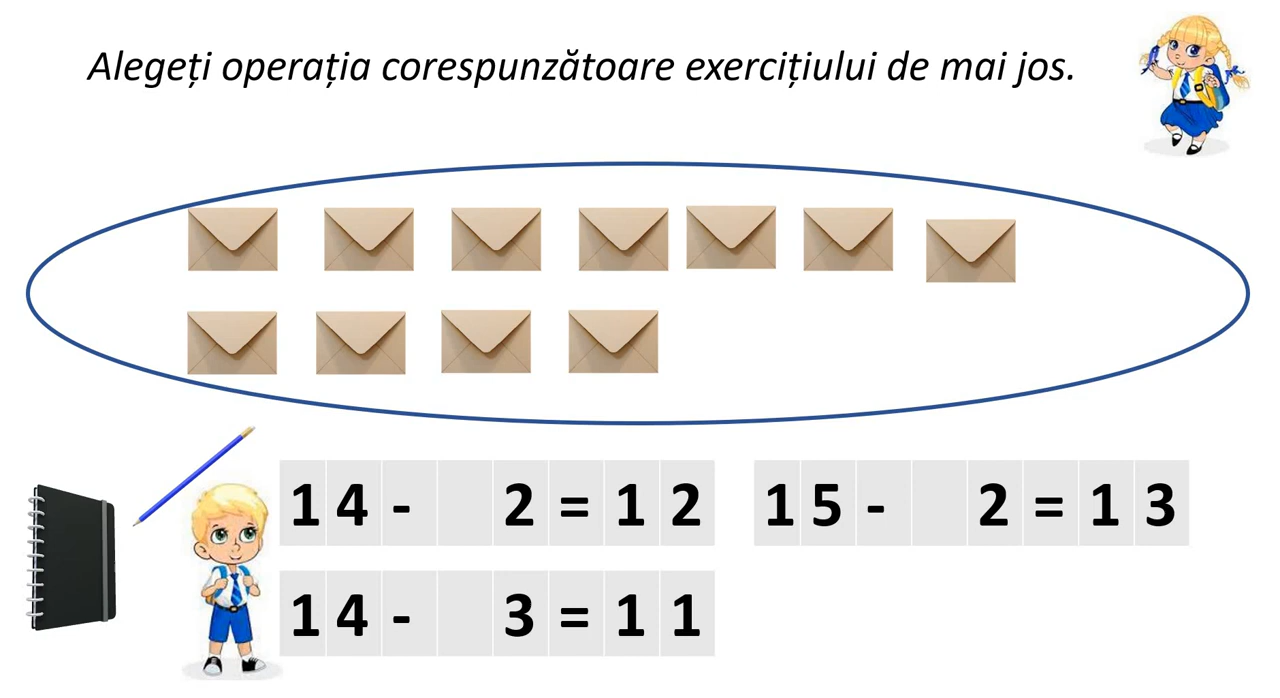 Alegeți operația corespunzătoare exercițiului de mai jos.
14 - 2 = 12
15 - 2 = 13
14 - 3 = 11